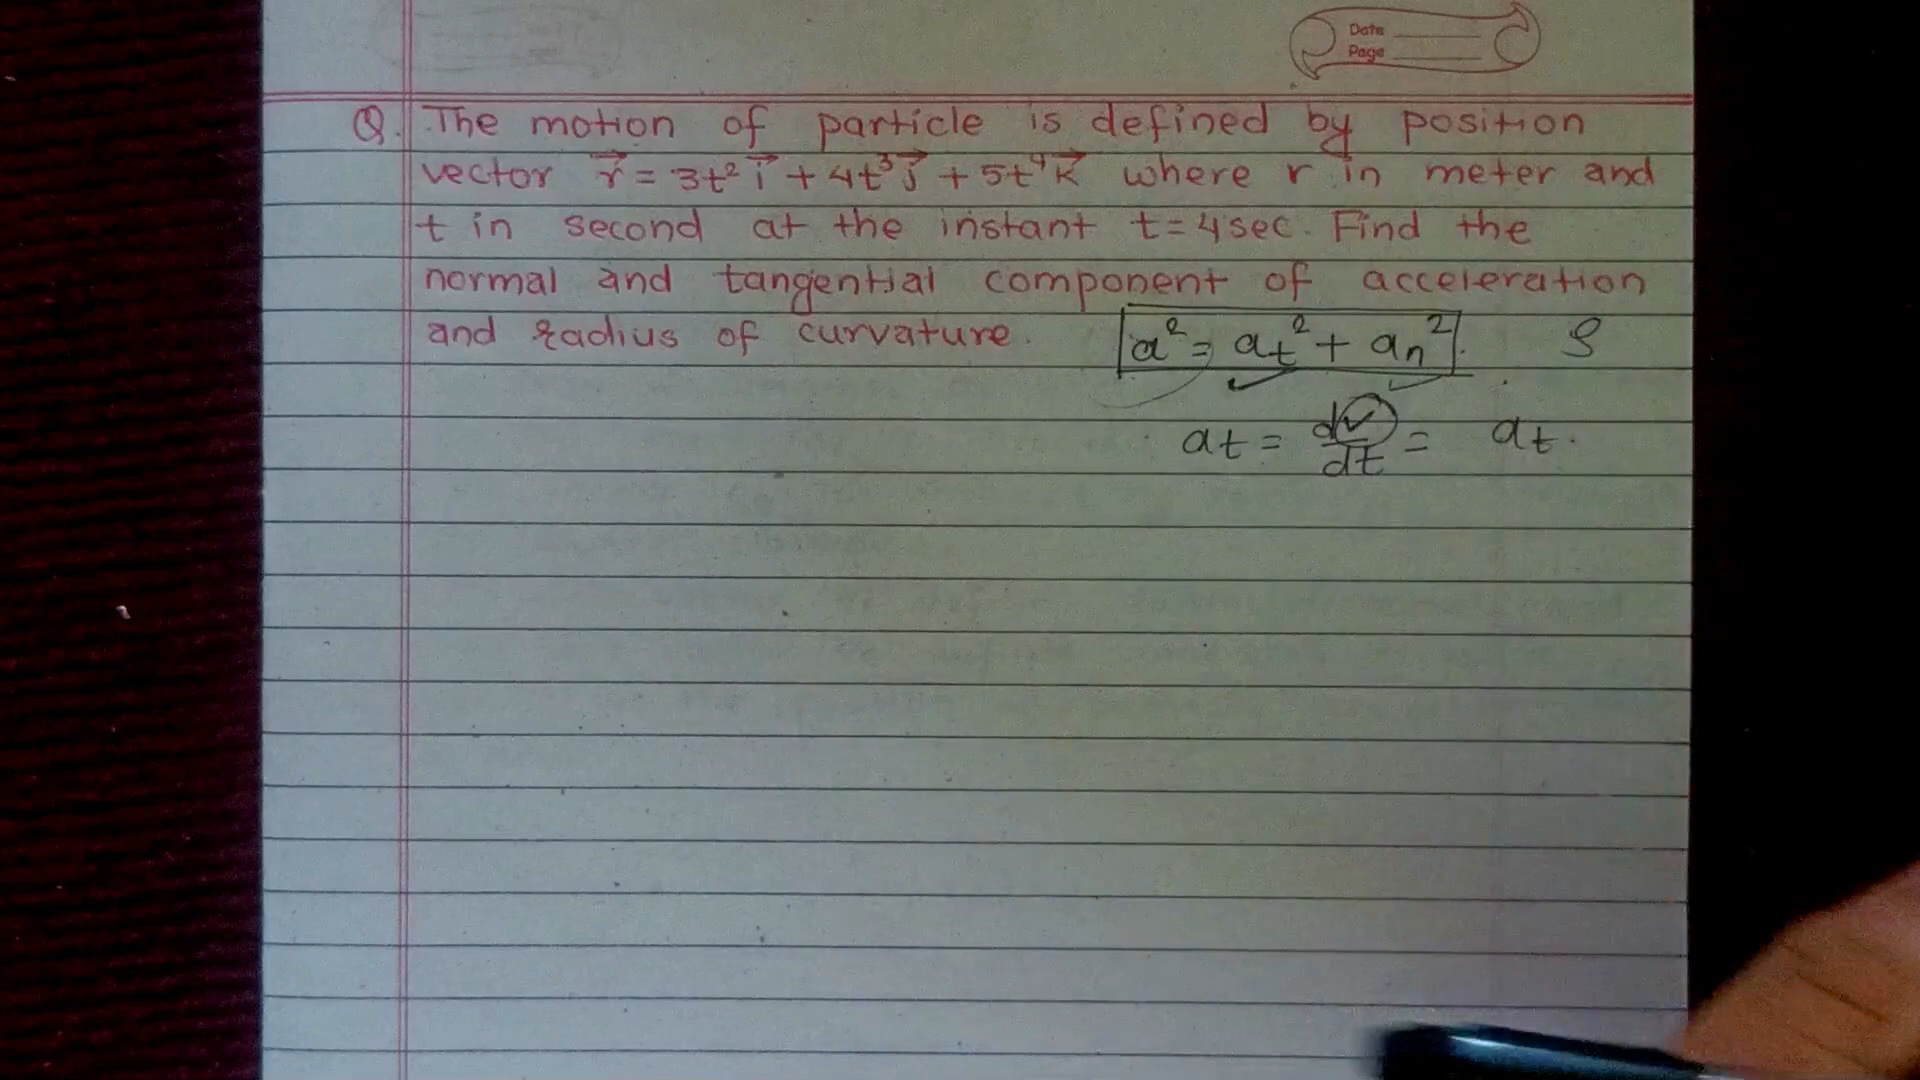 Date
Page
Q. The motion of particle is defined by position
vector r⃗ = 3t² i⃗ + 4t³ j⃗ + 5t⁴ k⃗ where r in meter and
t in second at the instant t=4sec. Find the
normal and tangential component of acceleration
and radius of curvature. a² = at² + an² ρ
at = dv/dt = at.